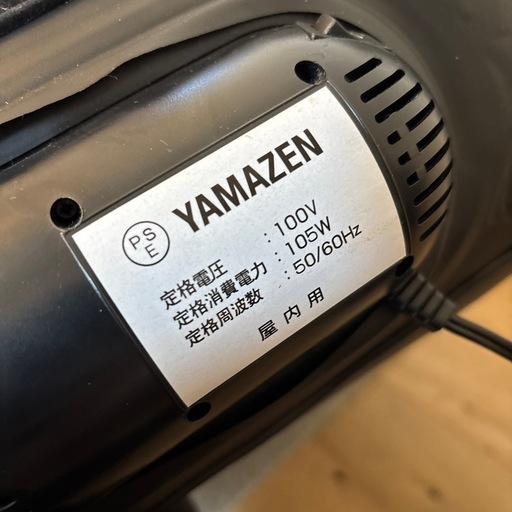 PSE
YAMAZEN
定格電圧 : 100V
定格消費電力 : 105W
定格周波数 : 50/60Hz
屋内用